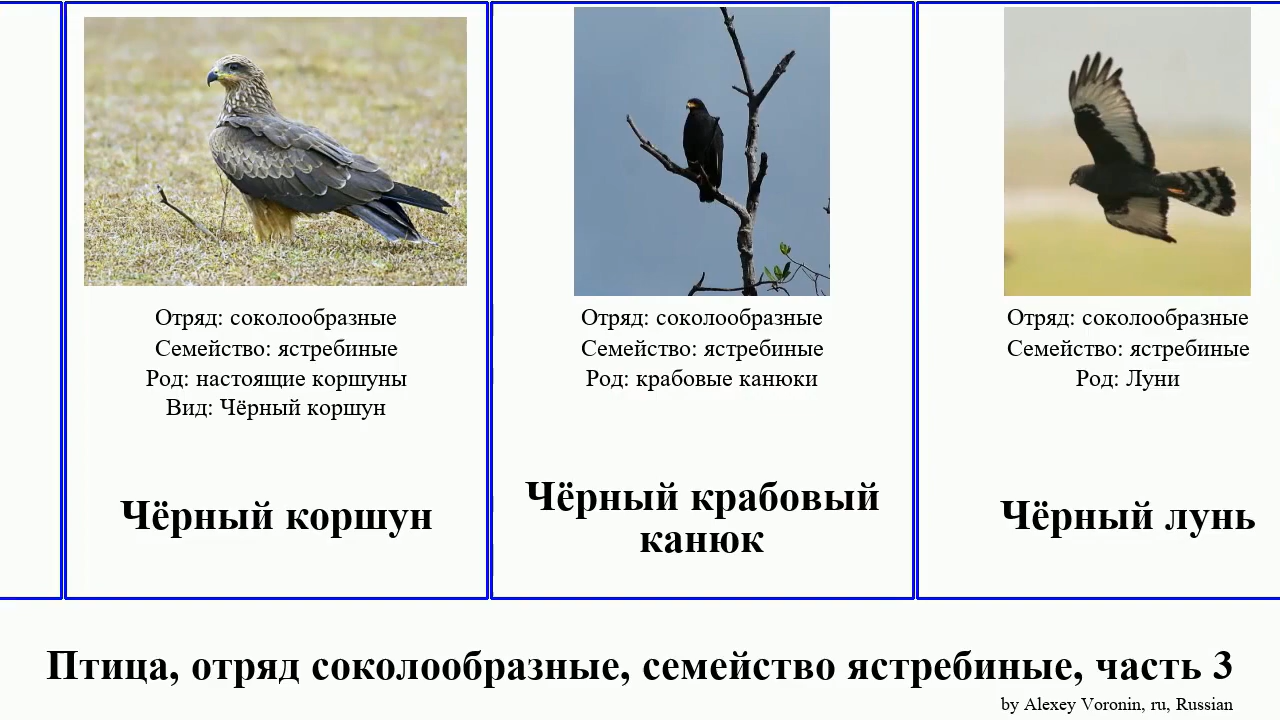 Отряд: соколообразные
Семейство: ястребиные
Род: настоящие коршуны
Вид: Чёрный коршун
Чёрный коршун
Отряд: соколообразные
Семейство: ястребиные
Род: крабовые канюки
Чёрный крабовый
канюк
Отряд: соколообразные
Семейство: ястребиные
Род: Луни
Чёрный лунь
Птица, отряд соколообразные, семейство ястребиные, часть 3
by Alexey Voronin, ru, Russian